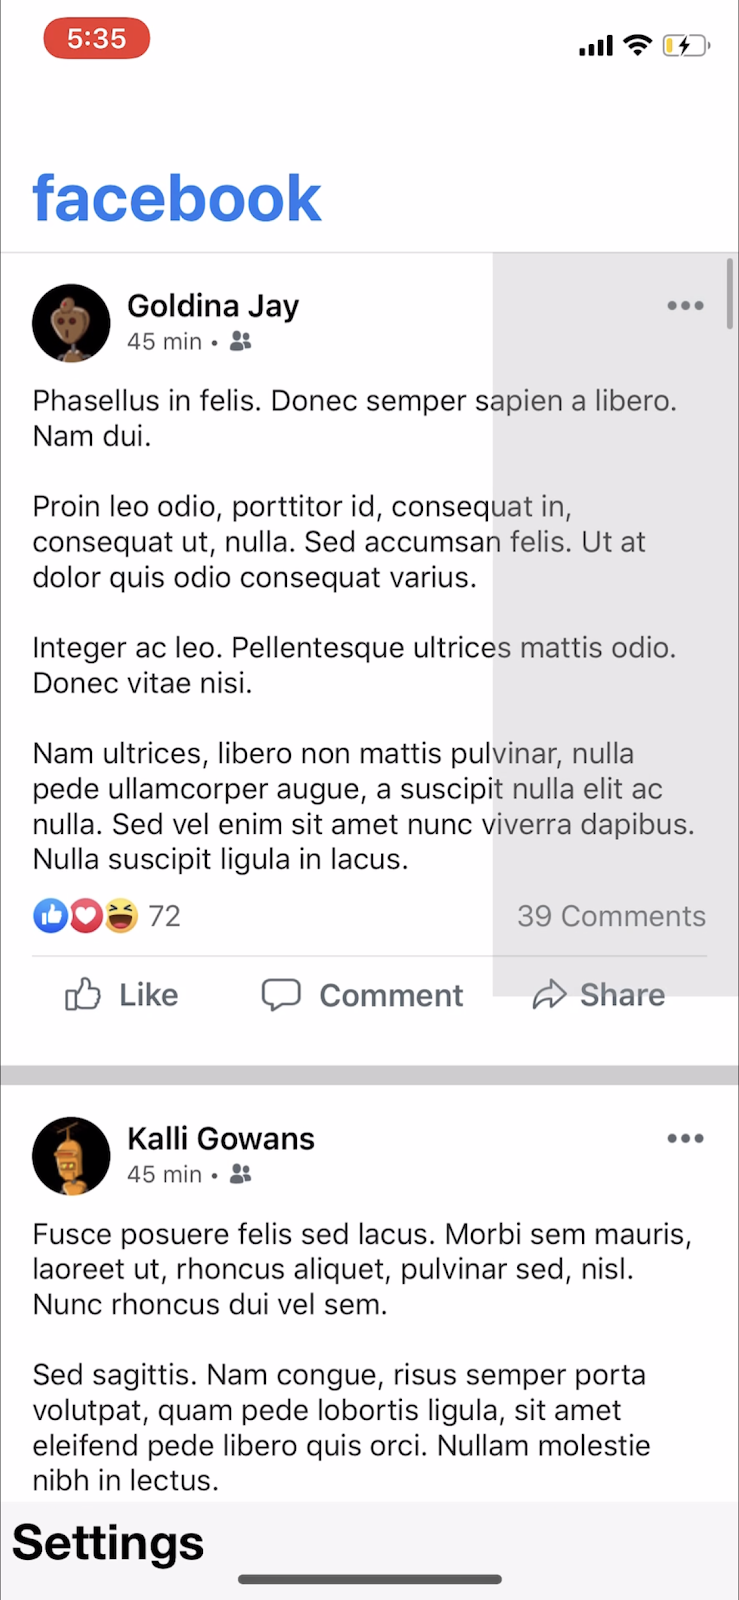 5:35
facebook
Goldina Jay
45 min •
Phasellus in felis. Donec semper sapien a libero.
Nam dui.
Proin leo odio, porttitor id, consequat in,
consequat ut, nulla. Sed accumsan felis. Ut at
dolor quis odio consequat varius.
Integer ac leo. Pellentesque ultrices mattis odio.
Donec vitae nisi.
Nam ultrices, libero non mattis pulvinar, nulla
pede ullamcorper augue, a suscipit nulla elit ac
nulla. Sed vel enim sit amet nunc viverra dapibus.
Nulla suscipit ligula in lacus.
72 39 Comments
Like Comment Share
Kalli Gowans
45 min •
Fusce posuere felis sed lacus. Morbi sem mauris,
laoreet ut, rhoncus aliquet, pulvinar sed, nisl.
Nunc rhoncus dui vel sem.
Sed sagittis. Nam congue, risus semper porta
volutpat, quam pede lobortis ligula, sit amet
eleifend pede libero quis orci. Nullam molestie
nibh in lectus.
Settings